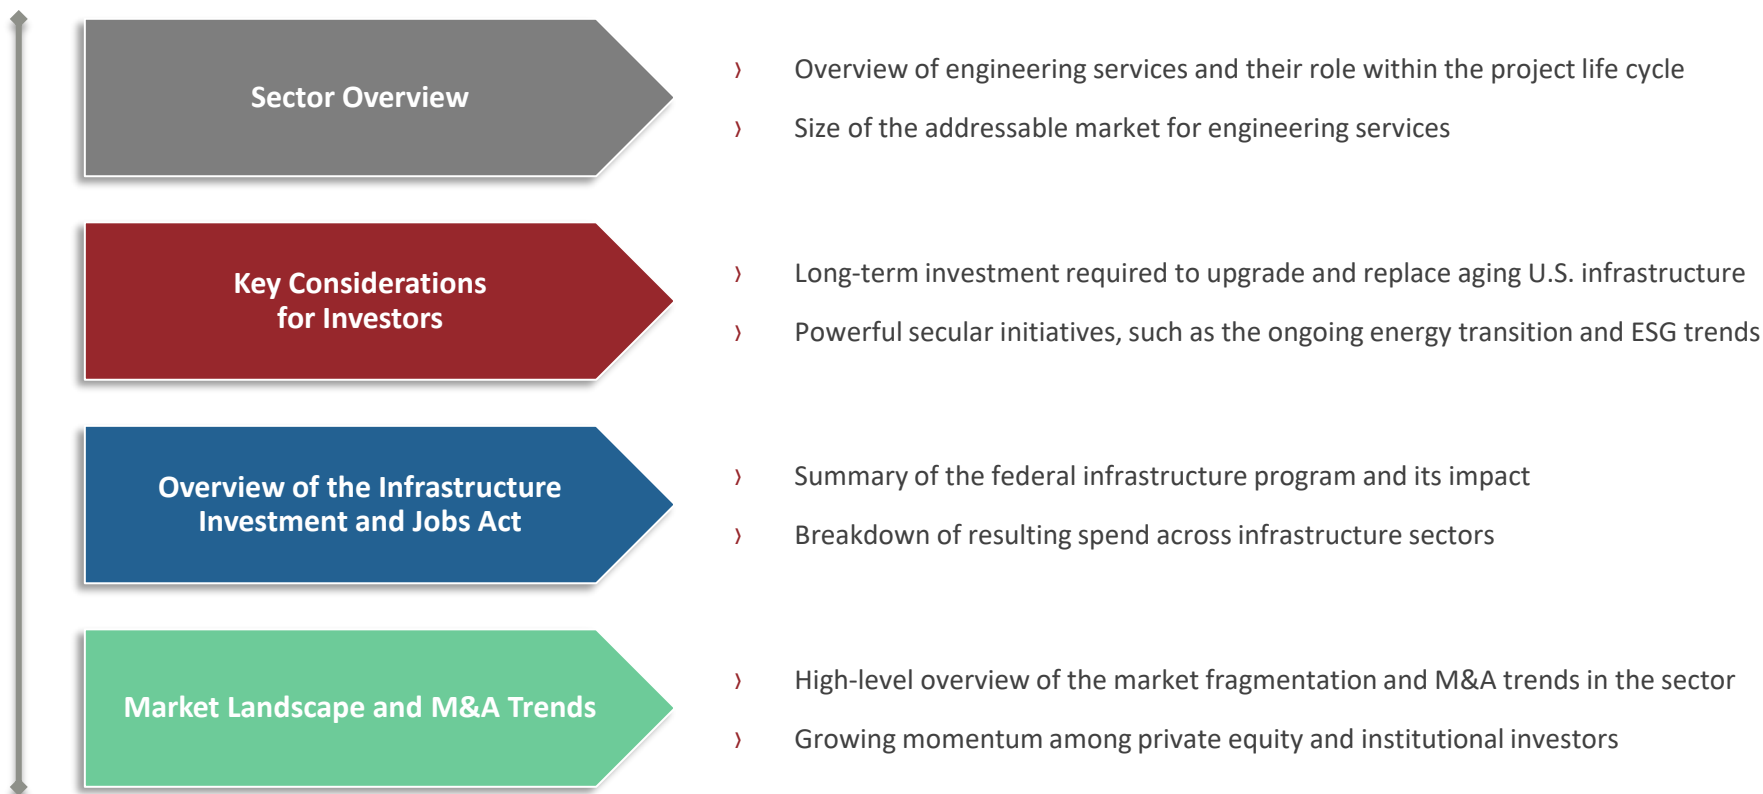 Sector Overview
› Overview of engineering services and their role within the project life cycle
› Size of the addressable market for engineering services
Key Considerations
for Investors
› Long-term investment required to upgrade and replace aging U.S. infrastructure
› Powerful secular initiatives, such as the ongoing energy transition and ESG trends
Overview of the Infrastructure
Investment and Jobs Act
› Summary of the federal infrastructure program and its impact
› Breakdown of resulting spend across infrastructure sectors
Market Landscape and M&A Trends
› High-level overview of the market fragmentation and M&A trends in the sector
› Growing momentum among private equity and institutional investors